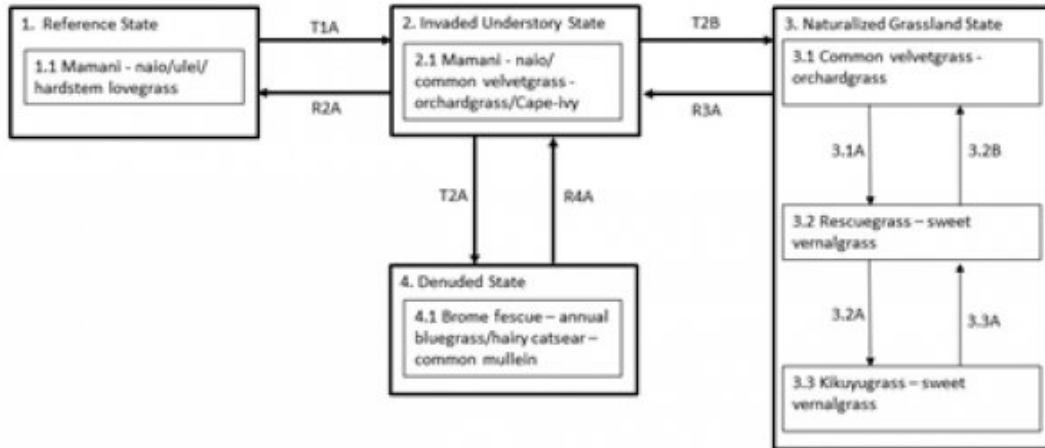 1. Reference State
1.1 Mamani - naio/ulei/
hardstem lovegrass
T1A
R2A
2. Invaded Understory State
2.1 Mamani - naio/
common velvetgrass -
orchardgrass/Cape-ivy
T2B
R3A
3. Naturalized Grassland State
3.1 Common velvetgrass -
orchardgrass
3.1A
3.2B
3.2 Rescuegrass – sweet
vernalgrass
3.2A
3.3A
3.3 Kikuyugrass – sweet
vernalgrass
T2A
R4A
4. Denuded State
4.1 Brome fescue – annual
bluegrass/hairy catsear –
common mullein